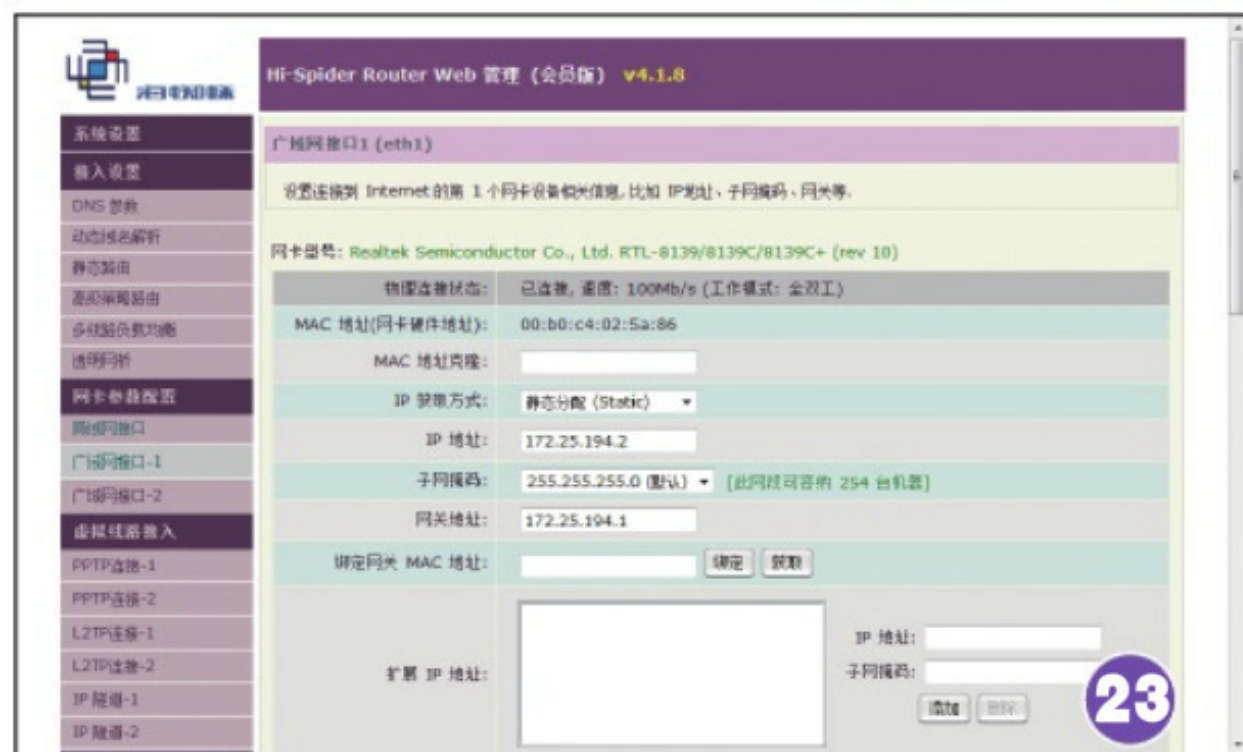 海蜘蛛
Hi-Spider Router Web 管理 (会员版) v4.1.8
系统设置
接入设置
DNS 参数
动态域名解析
静态路由
高级策略路由
多线路负载均衡
透明网桥
网卡参数配置
局域网接口
广域网接口-1
广域网接口-2
虚拟线路接入
PPTP连接-1
PPTP连接-2
L2TP连接-1
L2TP连接-2
IP 隧道-1
IP 隧道-2
广域网接口1 (eth1)
设置连接到 Internet 的第 1 个网卡设备相关信息, 比如 IP地址、子网掩码、网关等.
网卡型号: Realtek Semiconductor Co., Ltd. RTL-8139/8139C/8139C+ (rev 10)
物理连接状态: 已连接, 速度: 100Mb/s (工作模式: 全双工)
MAC 地址(网卡硬件地址): 00:b0:c4:02:5a:86
MAC 地址克隆:
IP 获取方式: 静态分配 (Static)
IP 地址: 172.25.194.2
子网掩码: 255.255.255.0 (默认) [此网段可容纳 254 台机器]
网关地址: 172.25.194.1
绑定网关 MAC 地址: 绑定 获取
扩展 IP 地址:
IP 地址:
子网掩码:
添加 删除
23